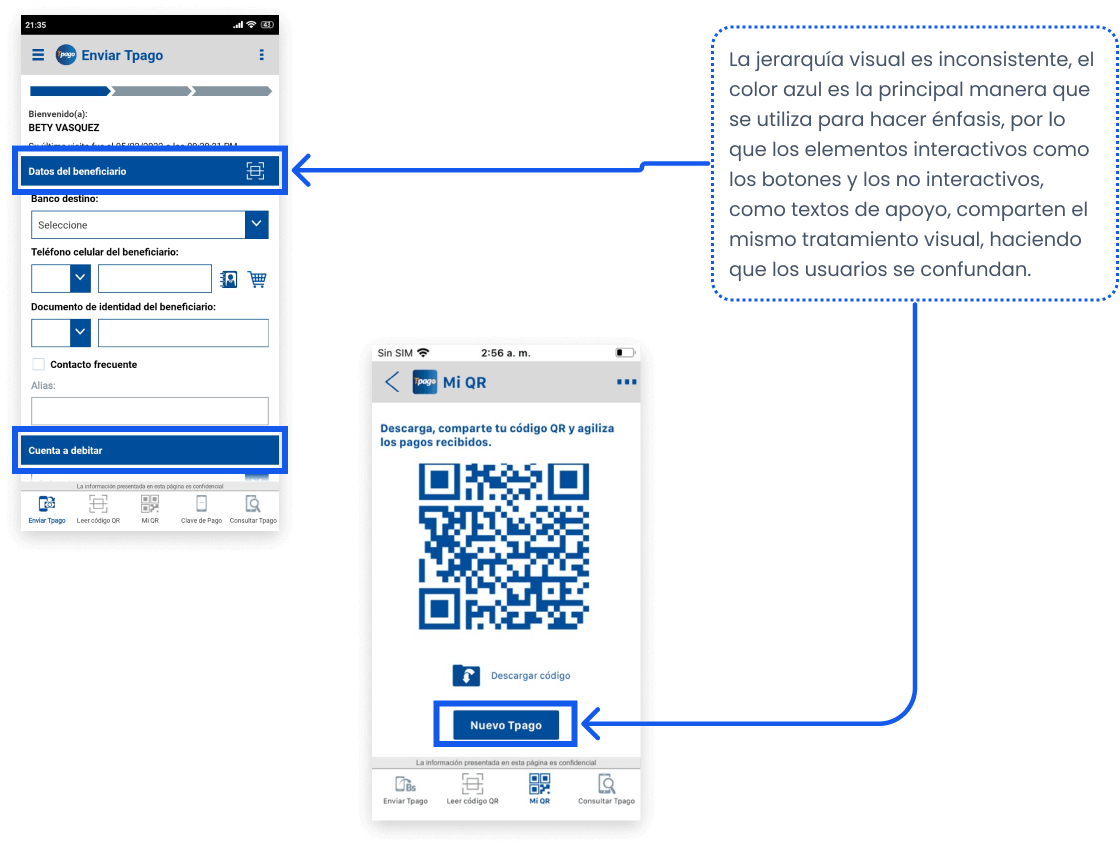 21:35
43
Tpago
Enviar Tpago
Bienvenido(a):
BETY VASQUEZ
Datos del beneficiario
Banco destino:
Seleccione
Teléfono celular del beneficiario:
Documento de identidad del beneficiario:
Contacto frecuente
Alias:
Cuenta a debitar
La información presentada en esta página es confidencial
Enviar Tpago
Leer código QR
Mi QR
Clave de Pago
Consultar Tpago
La jerarquía visual es inconsistente, el
color azul es la principal manera que
se utiliza para hacer énfasis, por lo
que los elementos interactivos como
los botones y los no interactivos,
como textos de apoyo, comparten el
mismo tratamiento visual, haciendo
que los usuarios se confundan.
Sin SIM
2:56 a. m.
Tpago
Mi QR
Descarga, comparte tu código QR y agiliza
los pagos recibidos.
Descargar código
Nuevo Tpago
La información presentada en esta página es confidencial
Bs
Enviar Tpago
Leer código QR
Mi QR
Consultar Tpago